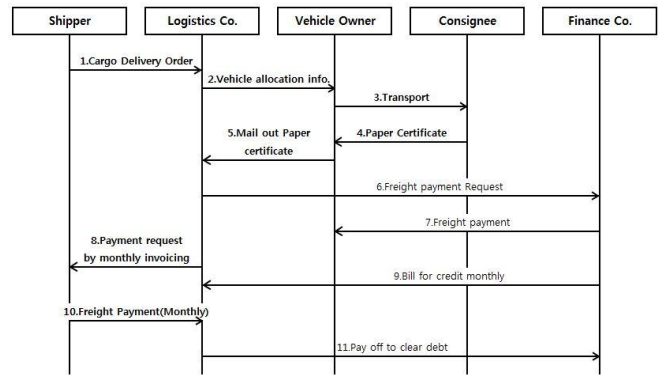 Shipper
Logistics Co.
Vehicle Owner
Consignee
Finance Co.
1.Cargo Delivery Order
2.Vehicle allocation info.
3.Transport
4.Paper Certificate
5.Mail out Paper
certificate
6.Freight payment Request
7.Freight payment
8.Payment request
by monthly invoicing
9.Bill for credit monthly
10.Freight Payment(Monthly)
11.Pay off to clear debt